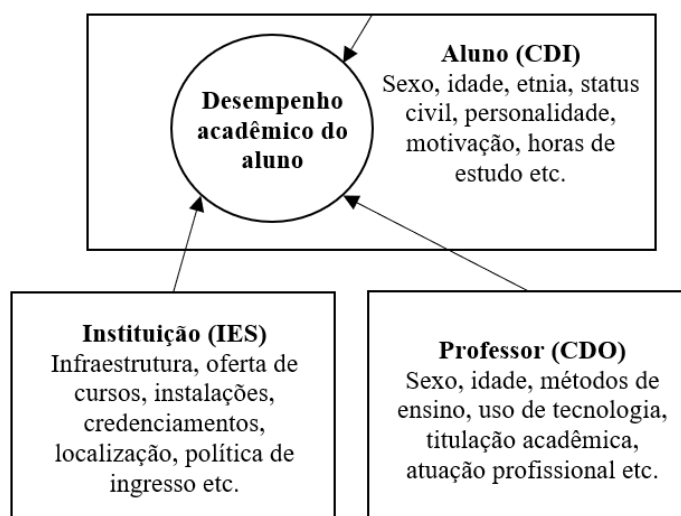 Desempenho
acadêmico do
aluno
Aluno (CDI)
Sexo, idade, etnia, status
civil, personalidade,
motivação, horas de
estudo etc.
Instituição (IES)
Infraestrutura, oferta de
cursos, instalações,
credenciamentos,
localização, política de
ingresso etc.
Professor (CDO)
Sexo, idade, métodos de
ensino, uso de tecnologia,
titulação acadêmica,
atuação profissional etc.